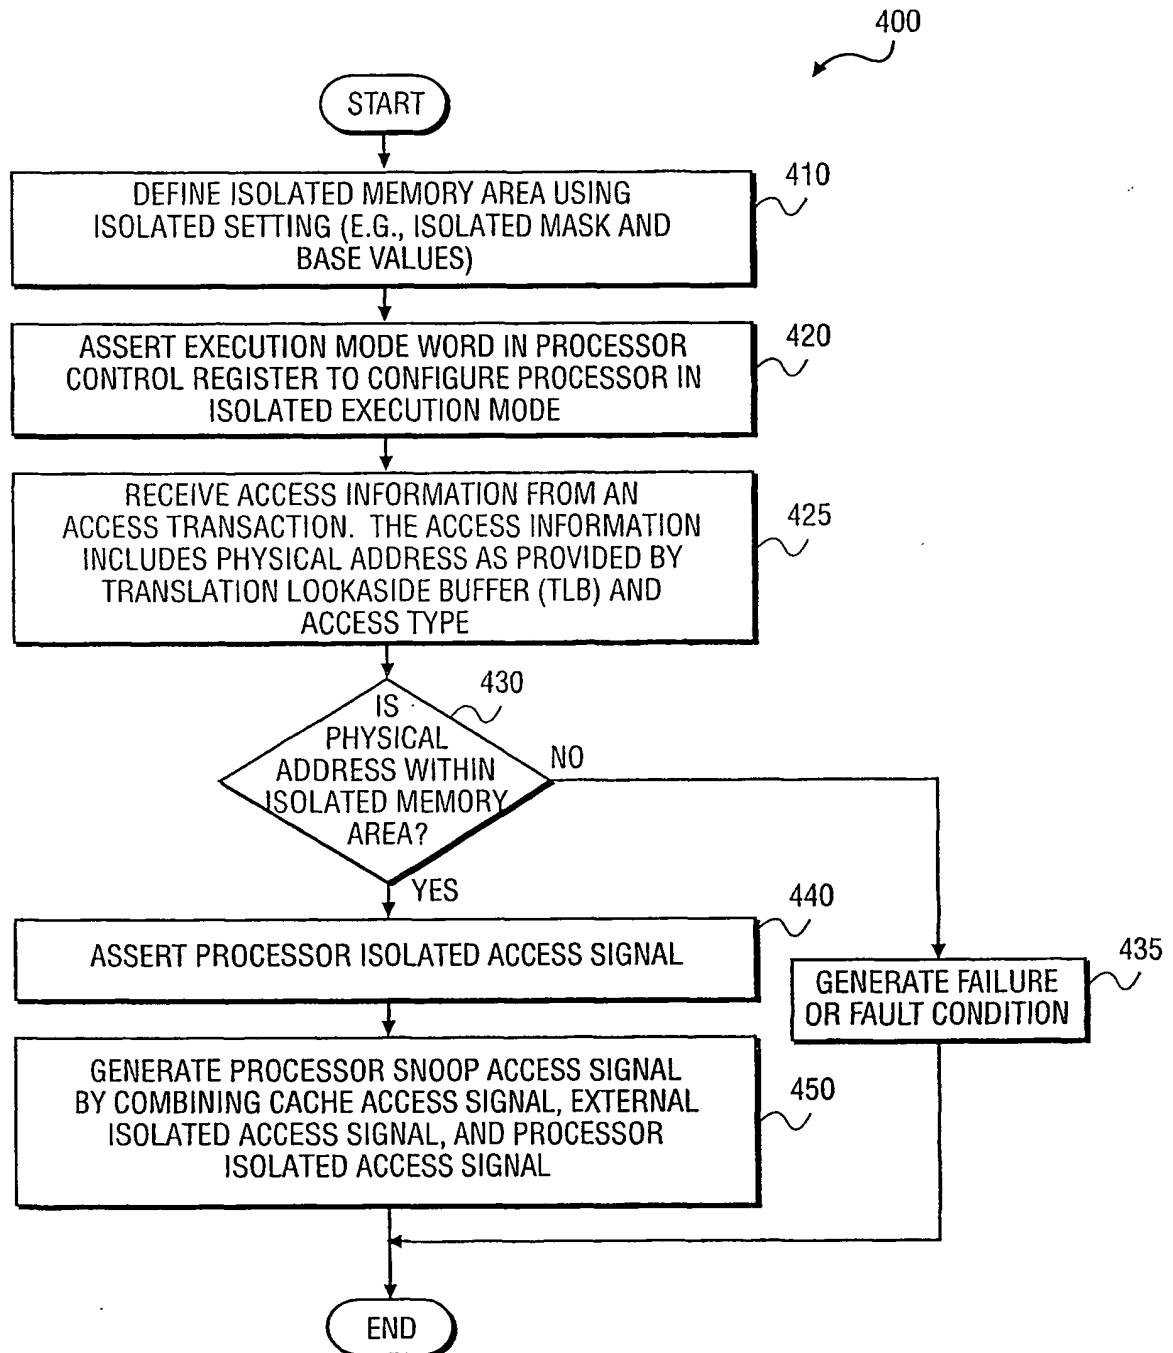 400
START
DEFINE ISOLATED MEMORY AREA USING
ISOLATED SETTING (E.G., ISOLATED MASK AND
BASE VALUES)
410
ASSERT EXECUTION MODE WORD IN PROCESSOR
CONTROL REGISTER TO CONFIGURE PROCESSOR IN
ISOLATED EXECUTION MODE
420
RECEIVE ACCESS INFORMATION FROM AN
ACCESS TRANSACTION. THE ACCESS INFORMATION
INCLUDES PHYSICAL ADDRESS AS PROVIDED BY
TRANSLATION LOOKASIDE BUFFER (TLB) AND
ACCESS TYPE
425
IS
PHYSICAL
ADDRESS WITHIN
ISOLATED MEMORY
AREA?
430
NO
YES
ASSERT PROCESSOR ISOLATED ACCESS SIGNAL
440
GENERATE FAILURE
OR FAULT CONDITION
435
GENERATE PROCESSOR SNOOP ACCESS SIGNAL
BY COMBINING CACHE ACCESS SIGNAL, EXTERNAL
ISOLATED ACCESS SIGNAL, AND PROCESSOR
ISOLATED ACCESS SIGNAL
450
END